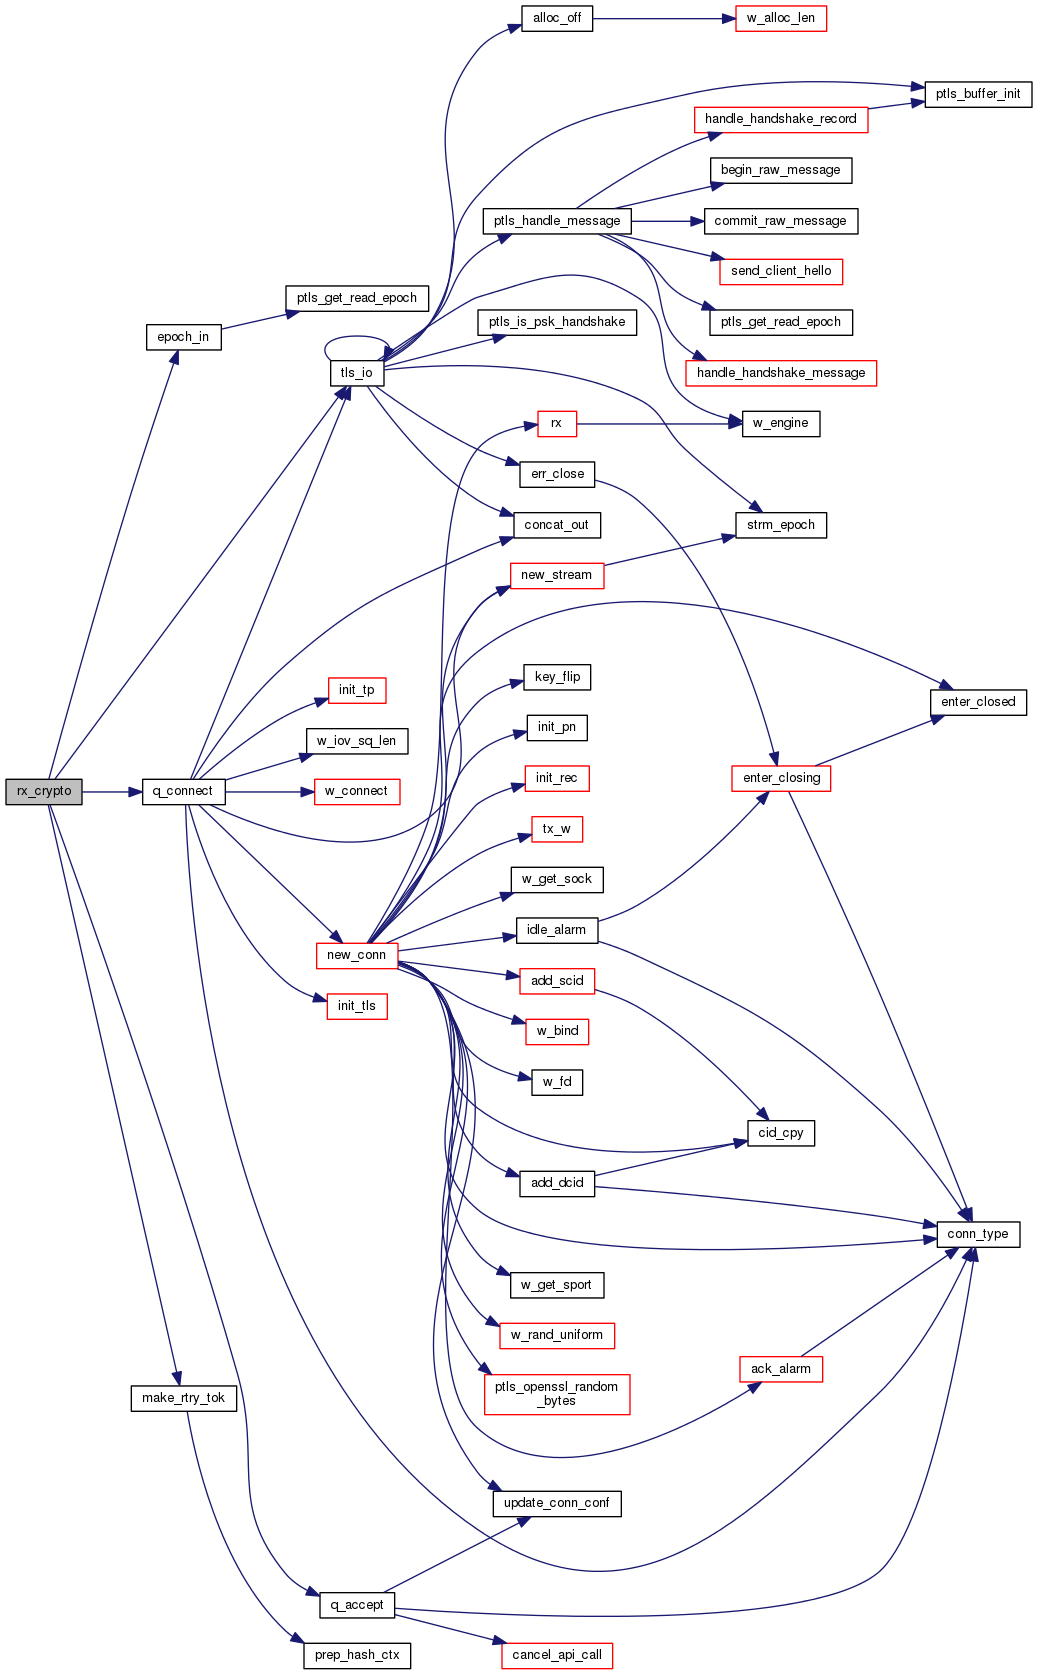 alloc_off
w_alloc_len
ptls_buffer_init
handle_handshake_record
begin_raw_message
ptls_handle_message
commit_raw_message
send_client_hello
ptls_get_read_epoch
ptls_get_read_epoch
ptls_is_psk_handshake
epoch_in
tls_io
handle_handshake_message
rx
w_engine
err_close
concat_out
strm_epoch
new_stream
key_flip
init_tp
enter_closed
init_pn
w_iov_sq_len
init_rec
enter_closing
rx_crypto
q_connect
w_connect
tx_w
w_get_sock
idle_alarm
new_conn
add_scid
init_tls
w_bind
w_fd
cid_cpy
add_dcid
conn_type
w_get_sport
w_rand_uniform
ack_alarm
ptls_openssl_random
_bytes
make_rtry_tok
update_conn_conf
q_accept
prep_hash_ctx
cancel_api_call